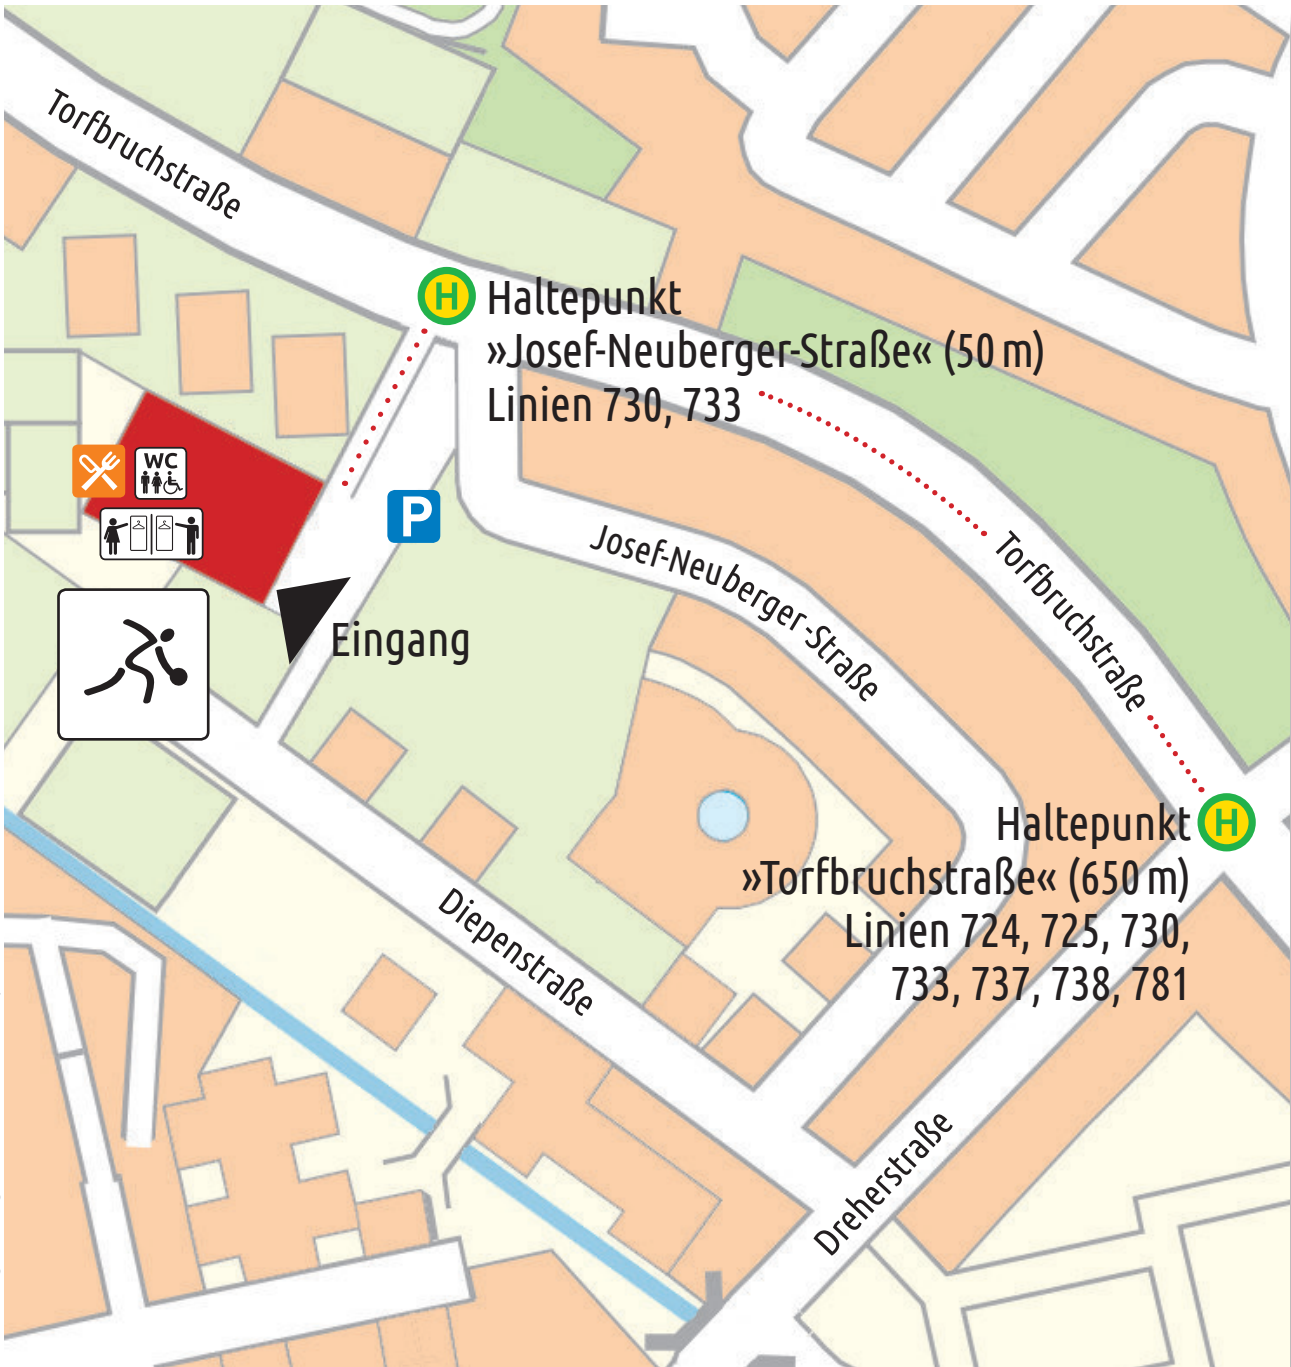 Torfbruchstraße
H
Haltepunkt
»Josef-Neuberger-Straße« (50 m)
Linien 730, 733
WC
P
Josef-Neuberger-Straße
Torfbruchstraße
Eingang
Haltepunkt
H
»Torfbruchstraße« (650 m)
Linien 724, 725, 730,
733, 737, 738, 781
Diepenstraße
Dreherstraße